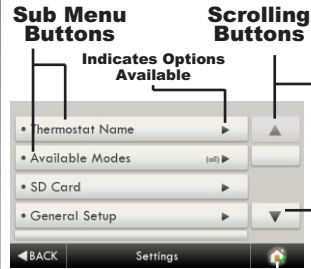 Sub Menu Buttons
Scrolling Buttons
Indicates Options Available
• Thermostat Name
• Available Modes (all)
• SD Card
• General Setup
BACK
Settings